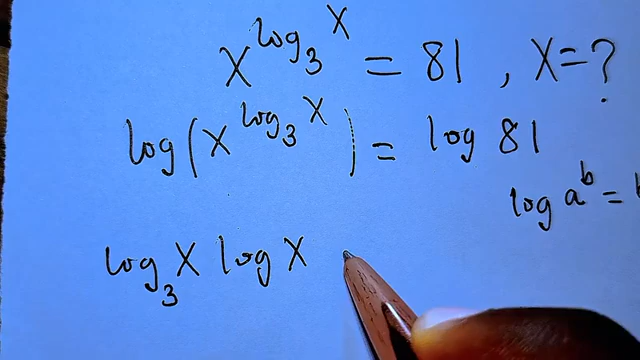 x^{log_3 x} = 81 , x = ?
log(x^{log_3 x}) = log 81
log a^b =
log_3 x log x